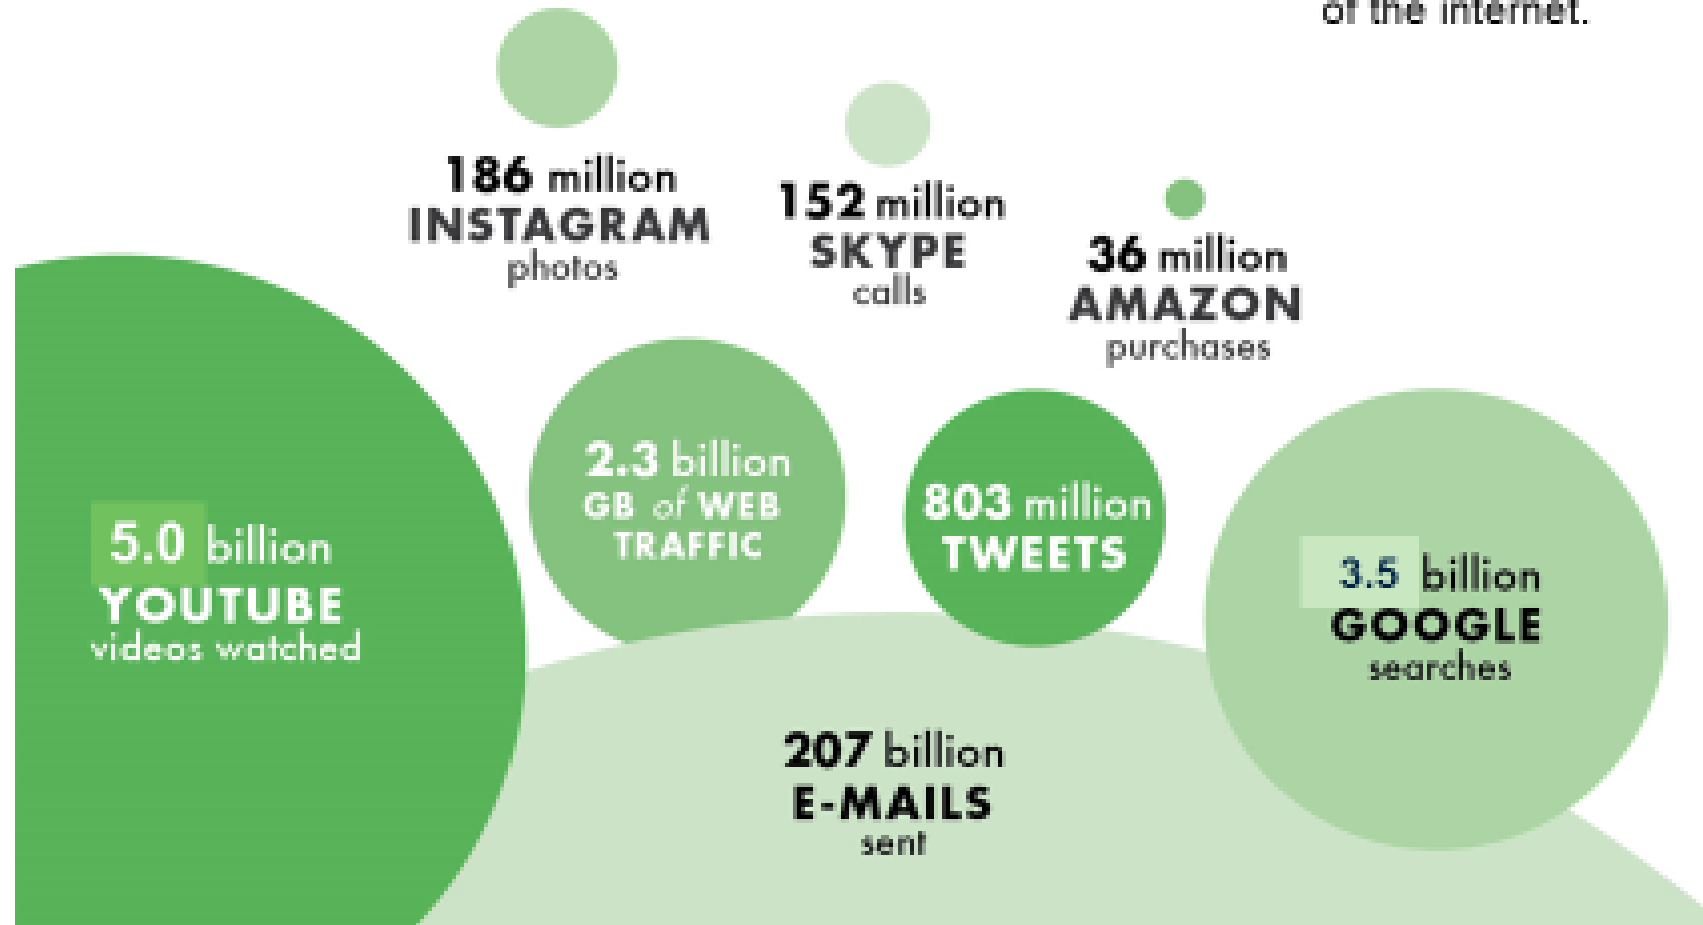 of the internet.
186 million
INSTAGRAM
photos
152 million
SKYPE
calls
36 million
AMAZON
purchases
5.0 billion
YOUTUBE
videos watched
2.3 billion
GB of WEB
TRAFFIC
803 million
TWEETS
3.5 billion
GOOGLE
searches
207 billion
E-MAILS
sent